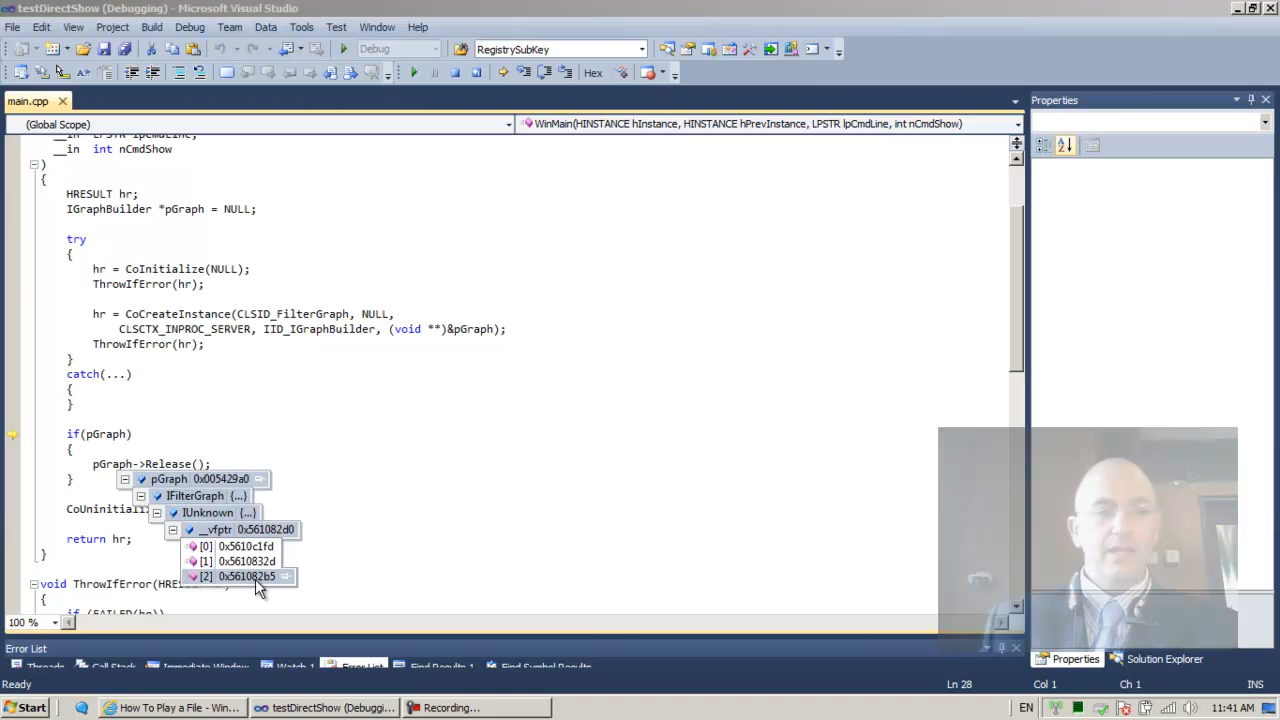 testDirectShow (Debugging) - Microsoft Visual Studio
File Edit View Project Build Debug Team Data Tools Test Window Help
Debug RegistrySubKey
Hex
main.cpp
Properties
(Global Scope) WinMain(HINSTANCE hInstance, HINSTANCE hPrevInstance, LPSTR lpCmdLine, int nCmdShow)
__in LPSTR lpCmdLine,
__in int nCmdShow
)
{
HRESULT hr;
IGraphBuilder *pGraph = NULL;
try
{
hr = CoInitialize(NULL);
ThrowIfError(hr);
hr = CoCreateInstance(CLSID_FilterGraph, NULL,
CLSCTX_INPROC_SERVER, IID_IGraphBuilder, (void **)&pGraph);
ThrowIfError(hr);
}
catch(...)
{
}
if(pGraph)
{
pGraph->Release();
}
pGraph 0x005429a0
IFilterGraph {...}
CoUninitiali
IUnknown {...}
__vfptr 0x561082d0
return hr;
[0] 0x5610c1fd
}
[1] 0x5610832d
[2] 0x561082b5
void ThrowIfError(HRE
{
if (FAILED(hr))
100 %
Error List
Threads Call Stack Immediate Window Watch 1 Error List Find Results 1 Find Symbol Results
Properties Solution Explorer
Ready Ln 28 Col 1 Ch 1 INS
Start How To Play a File - Win... testDirectShow (Debuggi... Recording... EN 11:41 AM